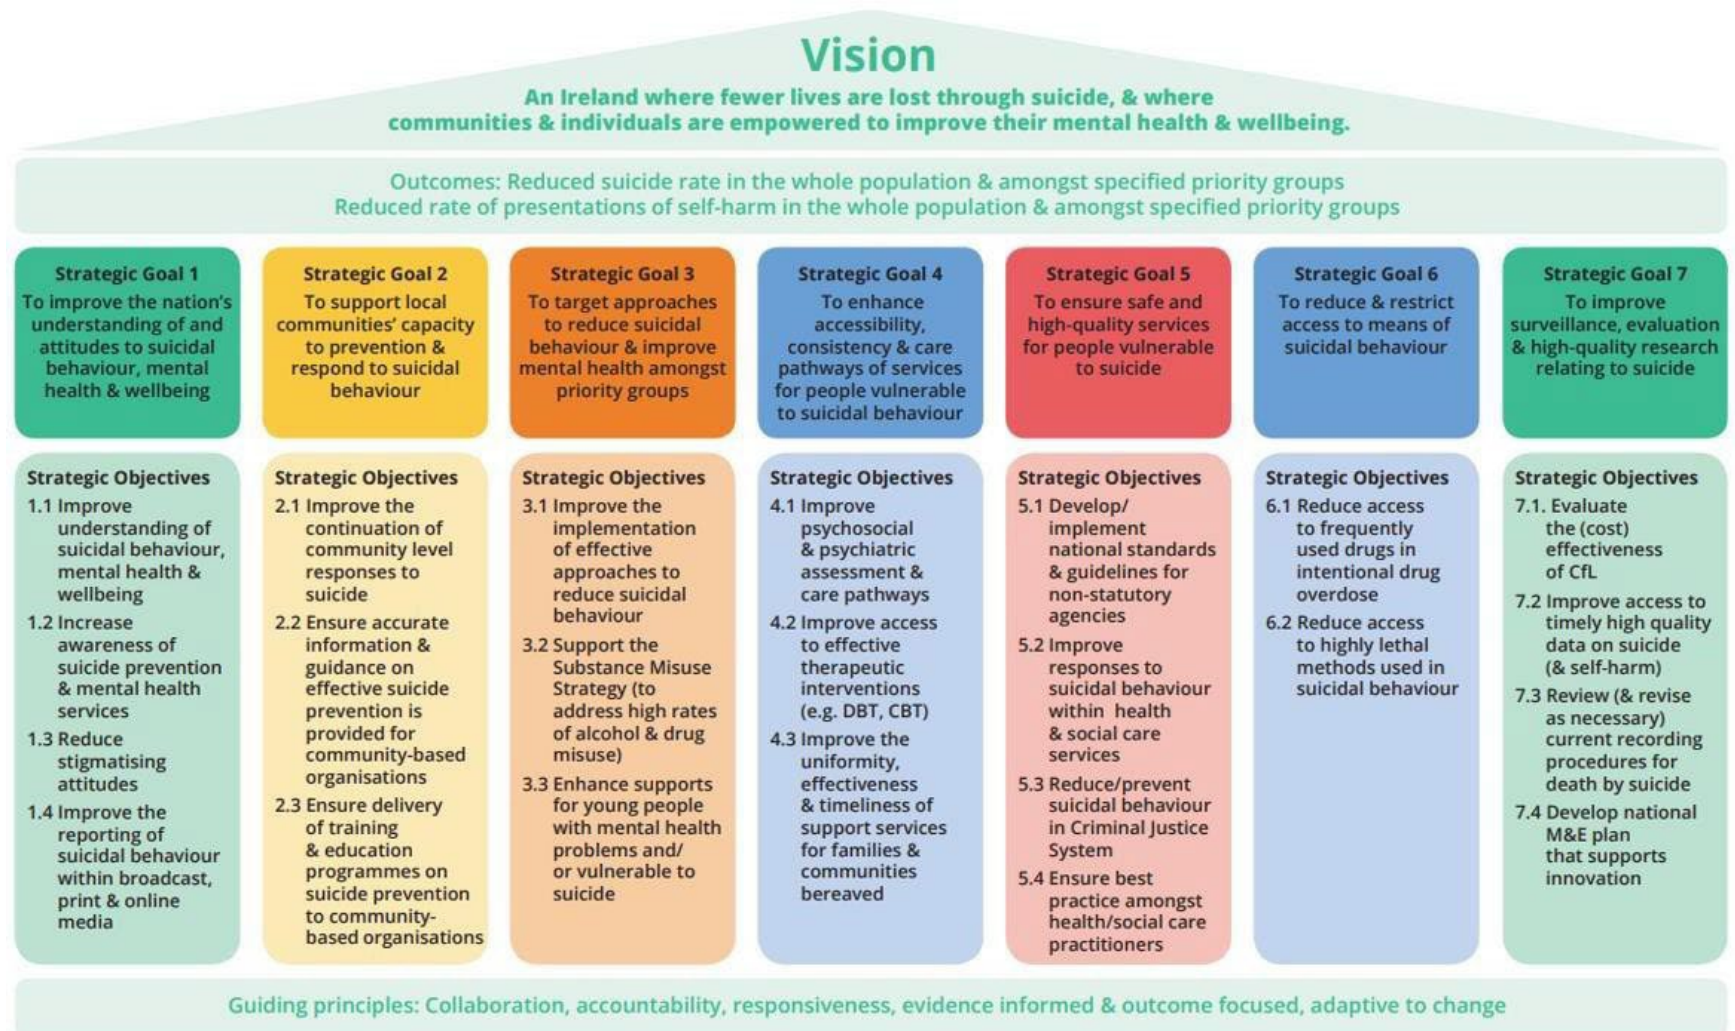 Vision
An Ireland where fewer lives are lost through suicide, & where
communities & individuals are empowered to improve their mental health & wellbeing.
Outcomes: Reduced suicide rate in the whole population & amongst specified priority groups
Reduced rate of presentations of self-harm in the whole population & amongst specified priority groups
Strategic Goal 1
To improve the nation's
understanding of and
attitudes to suicidal
behaviour, mental
health & wellbeing
Strategic Goal 2
To support local
communities' capacity
to prevention &
respond to suicidal
behaviour
Strategic Goal 3
To target approaches
to reduce suicidal
behaviour & improve
mental health amongst
priority groups
Strategic Goal 4
To enhance
accessibility,
consistency & care
pathways of services
for people vulnerable
to suicidal behaviour
Strategic Goal 5
To ensure safe and
high-quality services
for people vulnerable
to suicide
Strategic Goal 6
To reduce & restrict
access to means of
suicidal behaviour
Strategic Goal 7
To improve
surveillance, evaluation
& high-quality research
relating to suicide
Strategic Objectives
1.1 Improve
understanding of
suicidal behaviour,
mental health &
wellbeing
1.2 Increase
awareness of
suicide prevention
& mental health
services
1.3 Reduce
stigmatising
attitudes
1.4 Improve the
reporting of
suicidal behaviour
within broadcast,
print & online
media
Strategic Objectives
2.1 Improve the
continuation of
community level
responses to
suicide
2.2 Ensure accurate
information &
guidance on
effective suicide
prevention is
provided for
community-based
organisations
2.3 Ensure delivery
of training
& education
programmes on
suicide prevention
to community-
based organisations
Strategic Objectives
3.1 Improve the
implementation
of effective
approaches to
reduce suicidal
behaviour
3.2 Support the
Substance Misuse
Strategy (to
address high rates
of alcohol & drug
misuse)
3.3 Enhance supports
for young people
with mental health
problems and/
or vulnerable to
suicide
Strategic Objectives
4.1 Improve
psychosocial
& psychiatric
assessment &
care pathways
4.2 Improve access
to effective
therapeutic
interventions
(e.g. DBT, CBT)
4.3 Improve the
uniformity,
effectiveness
& timeliness of
support services
for families &
communities
bereaved
Strategic Objectives
5.1 Develop/
implement
national standards
& guidelines for
non-statutory
agencies
5.2 Improve
responses to
suicidal behaviour
within health
& social care
services
5.3 Reduce/prevent
suicidal behaviour
in Criminal Justice
System
5.4 Ensure best
practice amongst
health/social care
practitioners
Strategic Objectives
6.1 Reduce access
to frequently
used drugs in
intentional drug
overdose
6.2 Reduce access
to highly lethal
methods used in
suicidal behaviour
Strategic Objectives
7.1. Evaluate
the (cost)
effectiveness
of CfL
7.2 Improve access to
timely high quality
data on suicide
(& self-harm)
7.3 Review (& revise
as necessary)
current recording
procedures for
death by suicide
7.4 Develop national
M&E plan
that supports
innovation
Guiding principles: Collaboration, accountability, responsiveness, evidence informed & outcome focused, adaptive to change